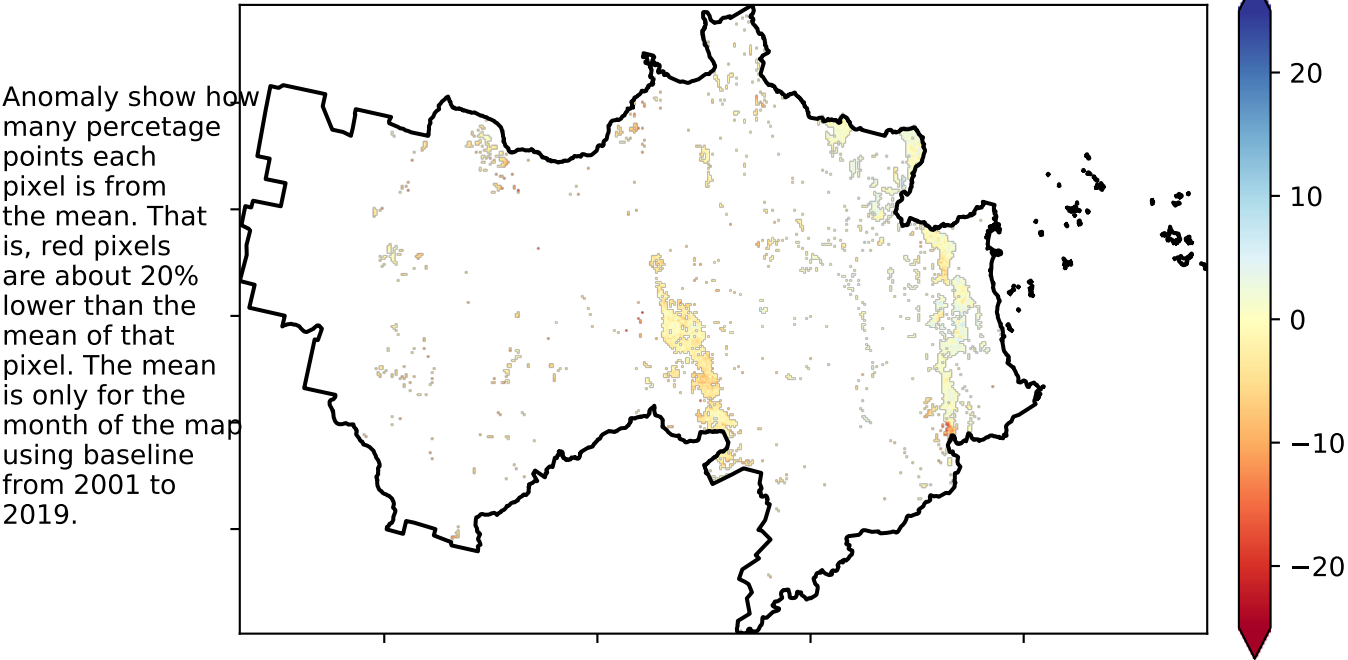 Anomaly show how
many percetage
points each
pixel is from
the mean. That
is, red pixels
are about 20%
lower than the
mean of that
pixel. The mean
is only for the
month of the map
using baseline
from 2001 to
2019.
20
10
0
−10
−20